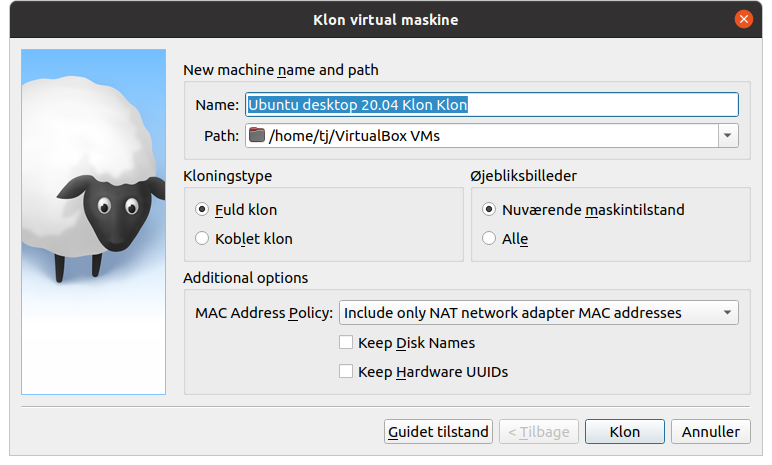 Klon virtual maskine
New machine name and path
Name: Ubuntu desktop 20.04 Klon Klon
Path: /home/tj/VirtualBox VMs
Kloningstype
Øjebliksbilleder
Fuld klon
Nuværende maskintilstand
Koblet klon
Alle
Additional options
MAC Address Policy: Include only NAT network adapter MAC addresses
Keep Disk Names
Keep Hardware UUIDs
Guidet tilstand < Tilbage Klon Annuller